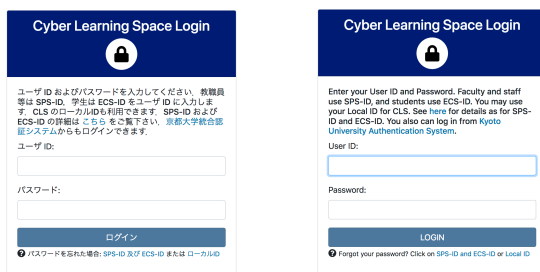 Cyber Learning Space Login
ユーザ ID およびパスワードを入力してください．教職員
等は SPS-ID，学生は ECS-ID をユーザ ID に入力しま
す．CLS のローカルIDも利用できます．SPS-ID および
ECS-ID の詳細は こちら をご覧下さい．京都大学統合認
証システムからもログインできます．
ユーザ ID:
パスワード:
ログイン
パスワードを忘れた場合: SPS-ID 及び ECS-ID または ローカルID
Cyber Learning Space Login
Enter your User ID and Password. Faculty and staff
use SPS-ID, and students use ECS-ID. You may use
your Local ID for CLS. See here for details as for SPS-
ID and ECS-ID. You also can log in from Kyoto
University Authentication System.
User ID:
Password:
LOGIN
Forgot your password? Click on SPS-ID and ECS-ID or Local ID